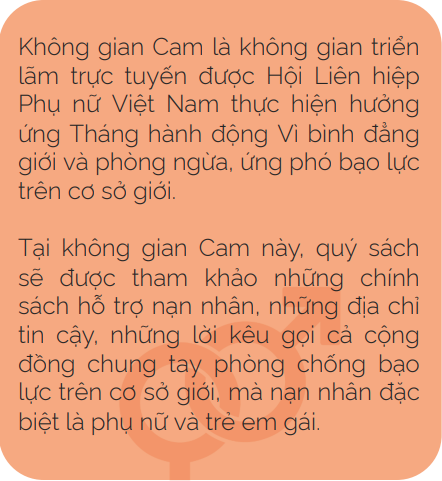 Không gian Cam là không gian triển
lãm trực tuyến được Hội Liên hiệp
Phụ nữ Việt Nam thực hiện hưởng
ứng Tháng hành động Vì bình đẳng
giới và phòng ngừa, ứng phó bạo lực
trên cơ sở giới.
Tại không gian Cam này, quý sách
sẽ được tham khảo những chính
sách hỗ trợ nạn nhân, những địa chỉ
tin cậy, những lời kêu gọi cả cộng
đồng chung tay phòng chống bạo
lực trên cơ sở giới, mà nạn nhân đặc
biệt là phụ nữ và trẻ em gái.